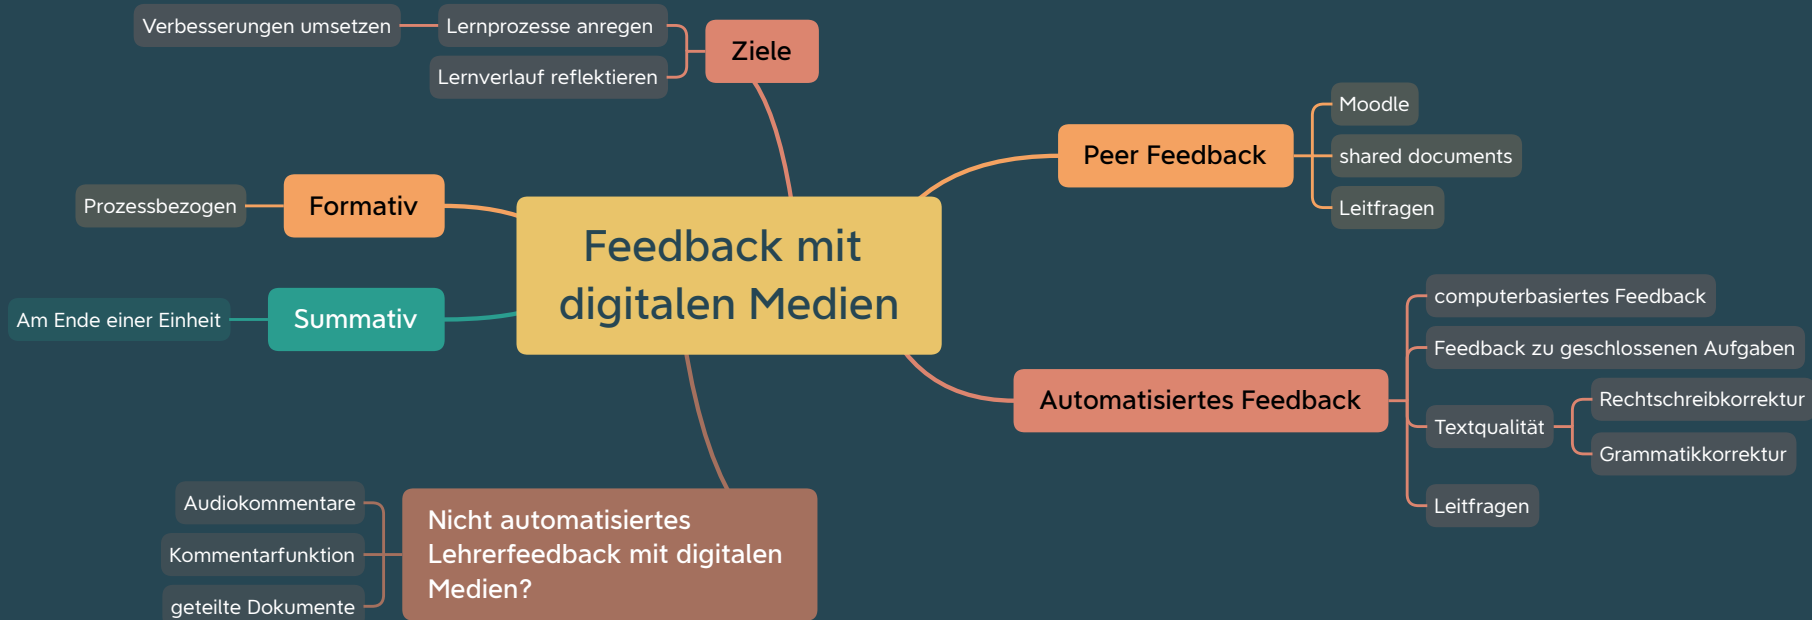 Verbesserungen umsetzen
Lernprozesse anregen
Lernverlauf reflektieren
Ziele
Moodle
shared documents
Leitfragen
Peer Feedback
Prozessbezogen
Formativ
Feedback mit
digitalen Medien
Am Ende einer Einheit
Summativ
computerbasiertes Feedback
Feedback zu geschlossenen Aufgaben
Automatisiertes Feedback
Textqualität
Rechtschreibkorrektur
Grammatikkorrektur
Leitfragen
Audiokommentare
Kommentarfunktion
geteilte Dokumente
Nicht automatisiertes
Lehrerfeedback mit digitalen
Medien?